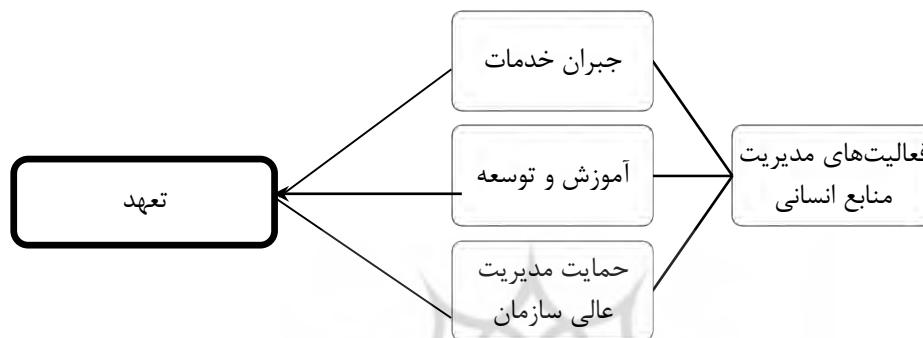 جبران خدمات
فعالیت‌های مدیریت
منابع انسانی
آموزش و توسعه
تعهد
حمایت مدیریت
عالی سازمان